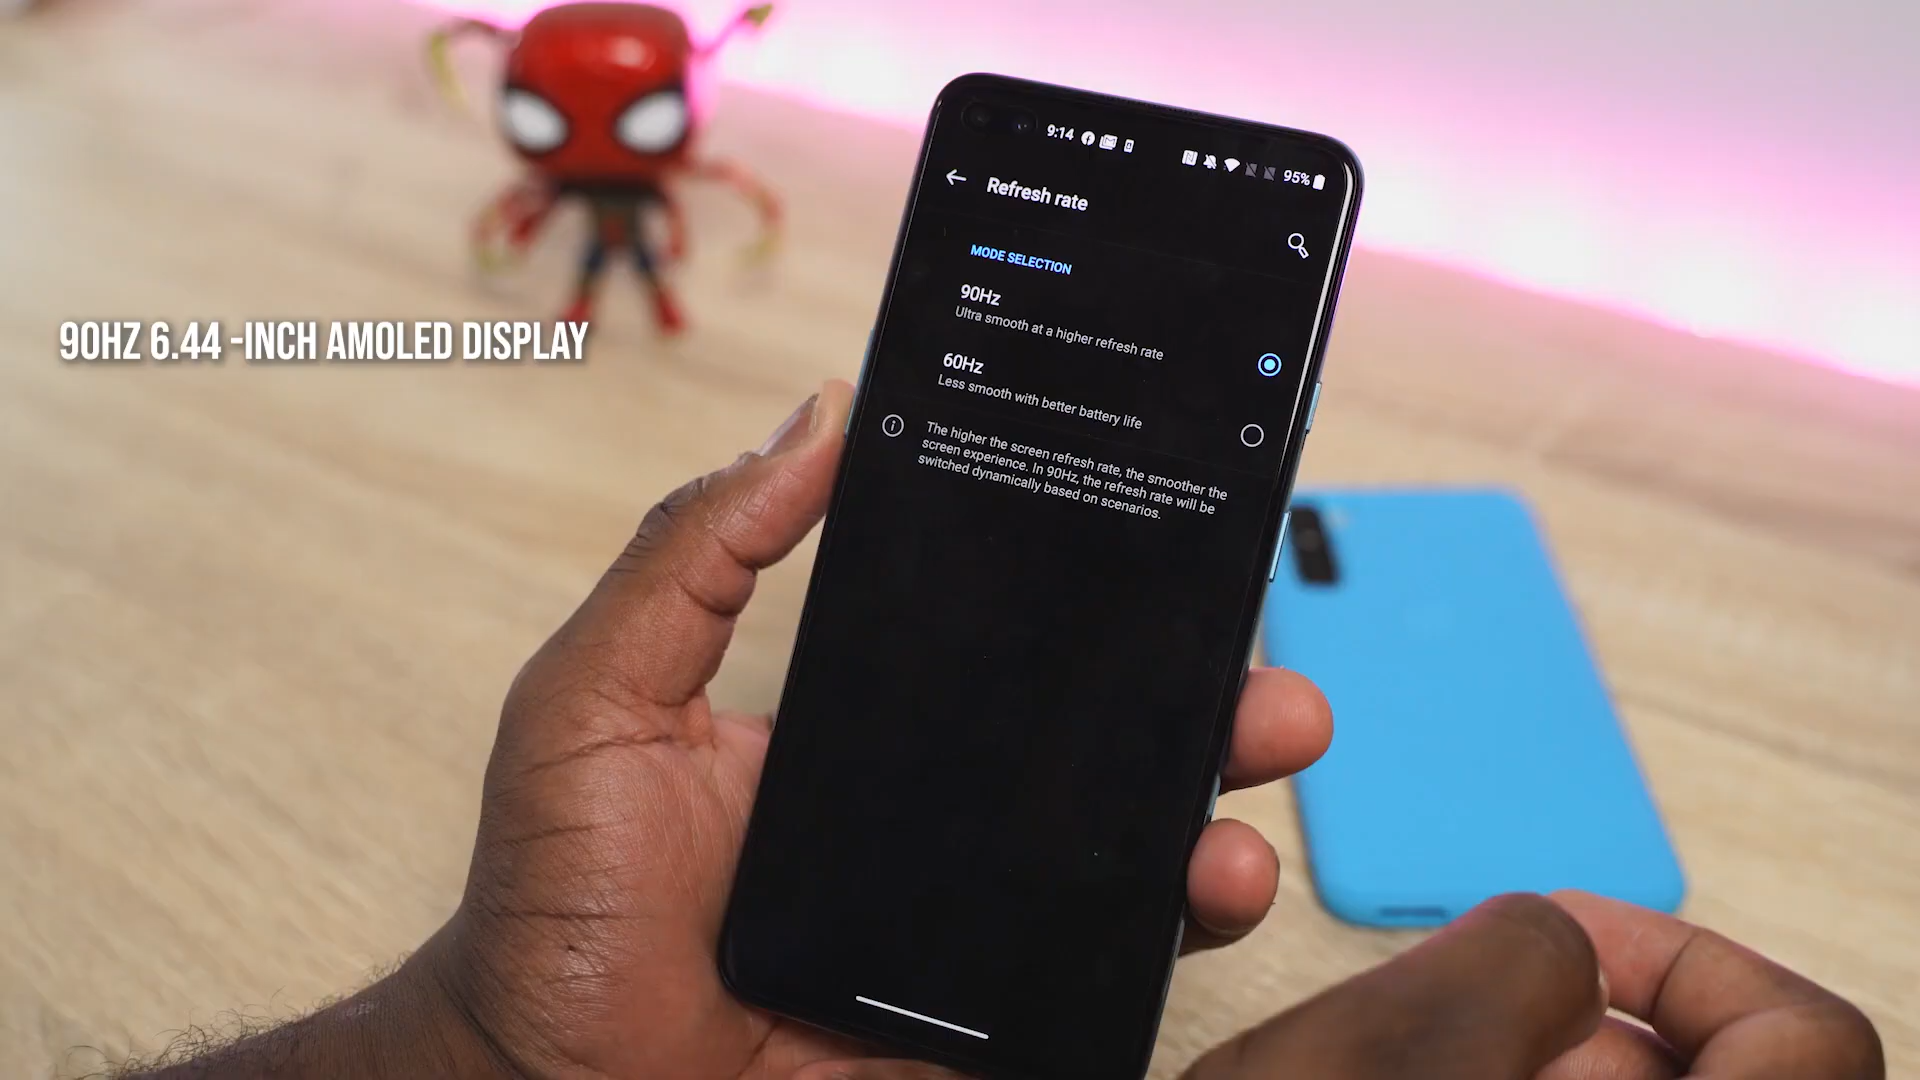 9:14
95%
Refresh rate
MODE SELECTION
90Hz
Ultra smooth at a higher refresh rate
60Hz
Less smooth with better battery life
The higher the screen refresh rate, the smoother the
screen experience. In 90Hz, the refresh rate will be
switched dynamically based on scenarios.
90HZ 6.44 -INCH AMOLED DISPLAY